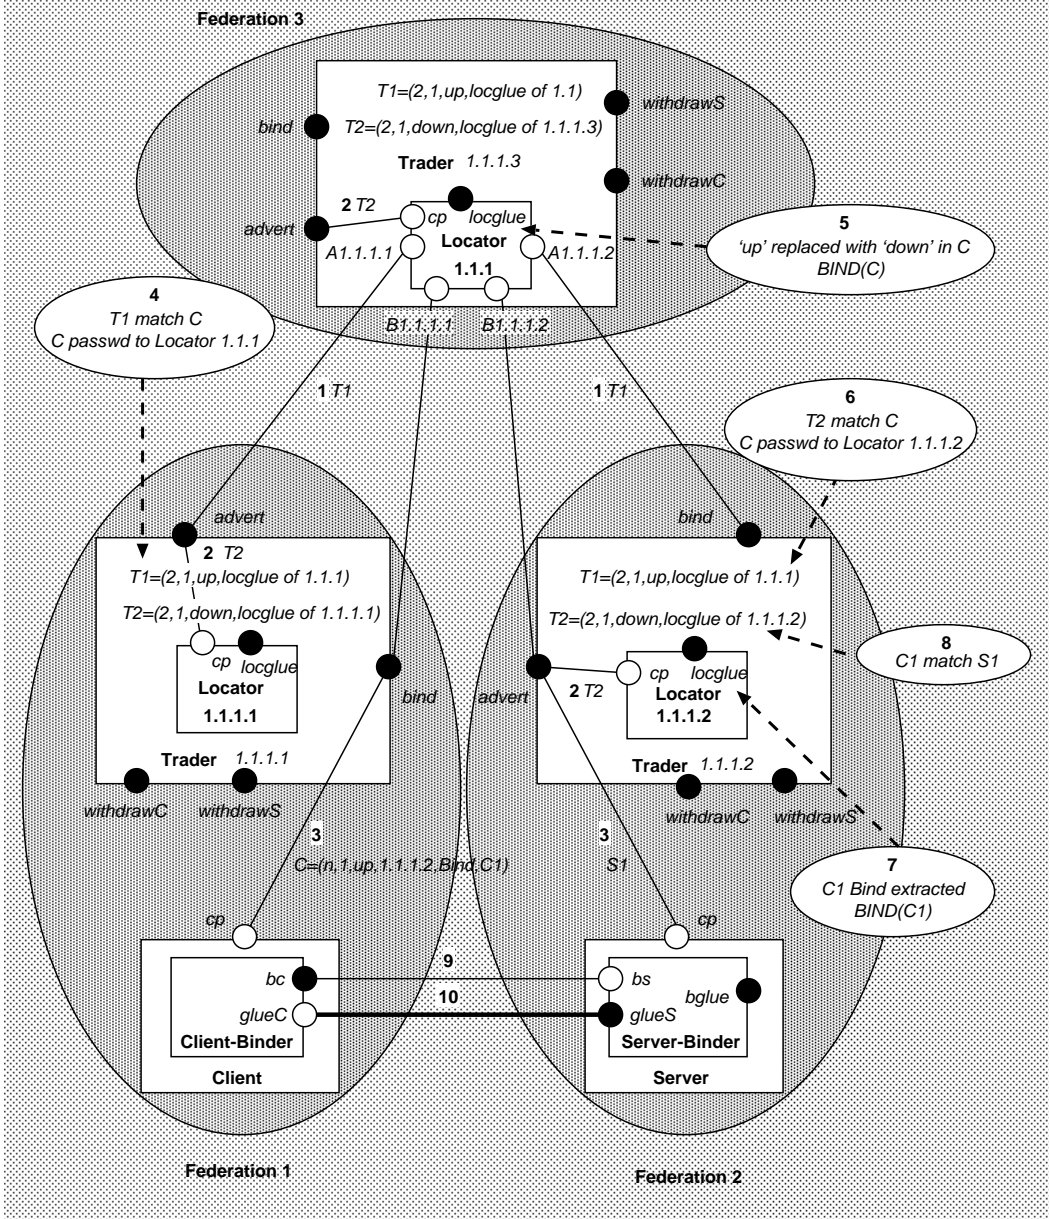 Federation 3
T1=(2,1,up,locglue of 1.1)
withdrawS
bind
T2=(2,1,down,locglue of 1.1.1.3)
Trader 1.1.1.3
withdrawC
2 T2
cp
locglue
advert
Locator
A1.1.1.1
A1.1.1.2
1.1.1
5
‘up’ replaced with ‘down’ in C
BIND(C)
4
T1 match C
C passwd to Locator 1.1.1
B1.1.1.1
B1.1.1.2
1 T1
1 T1
6
T2 match C
C passwd to Locator 1.1.1.2
advert
2 T2
T1=(2,1,up,locglue of 1.1.1)
T2=(2,1,down,locglue of 1.1.1.1)
cp
locglue
Locator
1.1.1.1
bind
Trader 1.1.1.1
withdrawC
withdrawS
bind
T1=(2,1,up,locglue of 1.1.1)
T2=(2,1,down,locglue of 1.1.1.2)
8
C1 match S1
cp
locglue
advert
2 T2
Locator
1.1.1.2
Trader 1.1.1.2
withdrawC
withdrawS
3
C=(n,1,up,1.1.1.2,Bind,C1)
3
S1
7
C1 Bind extracted
BIND(C1)
cp
cp
bc
9
bs
glueC
10
glueS
bglue
Client-Binder
Server-Binder
Client
Server
Federation 1
Federation 2